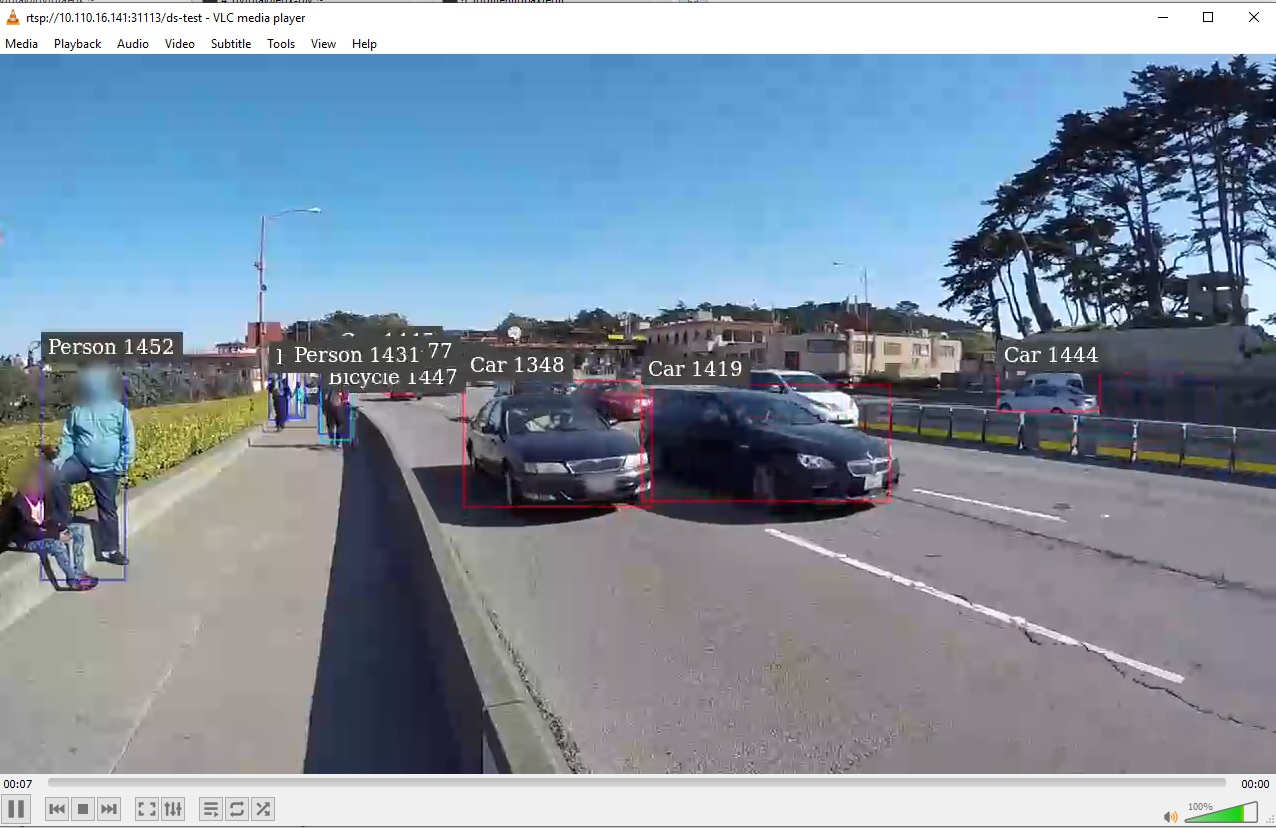 rtsp://10.110.16.141:31113/ds-test - VLC media player
Media Playback Audio Video Subtitle Tools View Help
Person 1452
Person 1431
77
Bicycle 1447
Car 1348
Car 1419
Car 1444
00:07
00:00
100%